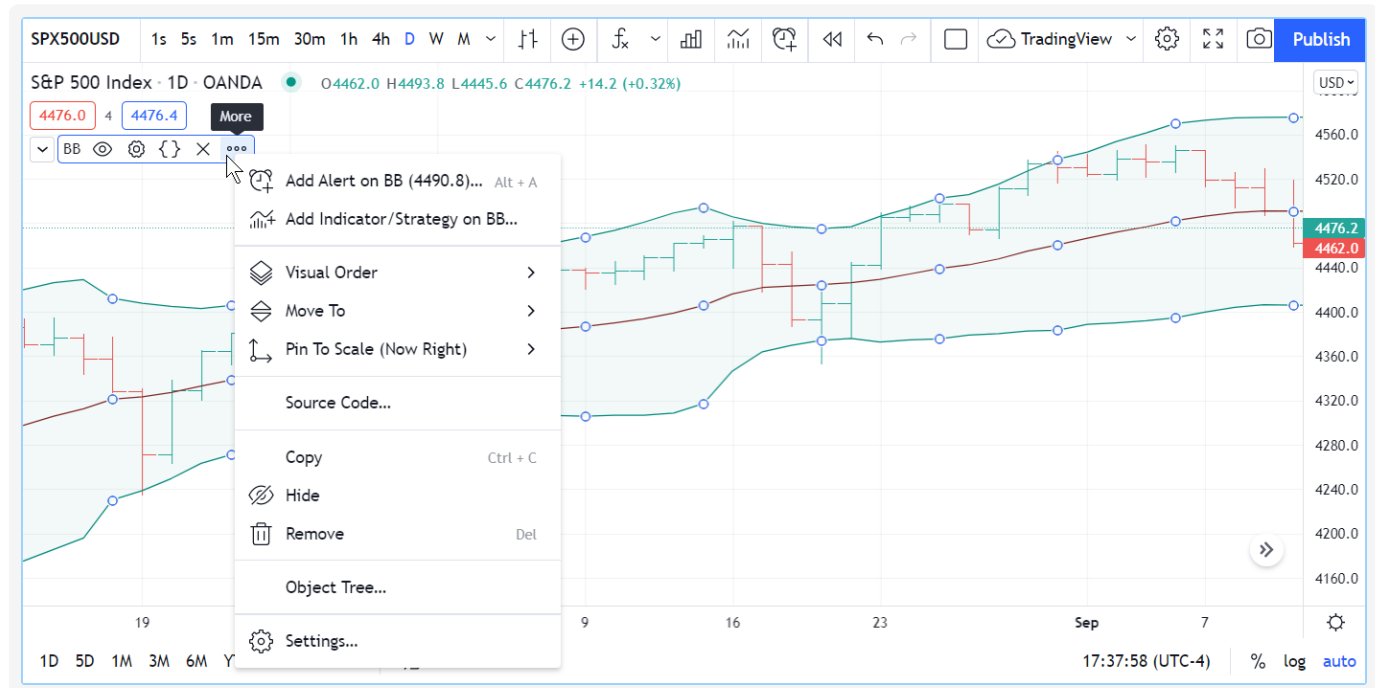 SPX500USD 1s 5s 1m 15m 30m 1h 4h D W M TradingView Publish
S&P 500 Index · 1D · OANDA O4462.0 H4493.8 L4445.6 C4476.2 +14.2 (+0.32%) USD
4476.0 4 4476.4 More
BB
Add Alert on BB (4490.8)... Alt + A
Add Indicator/Strategy on BB...
Visual Order
Move To
Pin To Scale (Now Right)
Source Code...
Copy Ctrl + C
Hide
Remove Del
Object Tree...
Settings...
4560.0
4520.0
4476.2
4462.0
4440.0
4400.0
4360.0
4320.0
4280.0
4240.0
4200.0
4160.0
19 9 16 23 Sep 7
1D 5D 1M 3M 6M 17:37:58 (UTC-4) % log auto